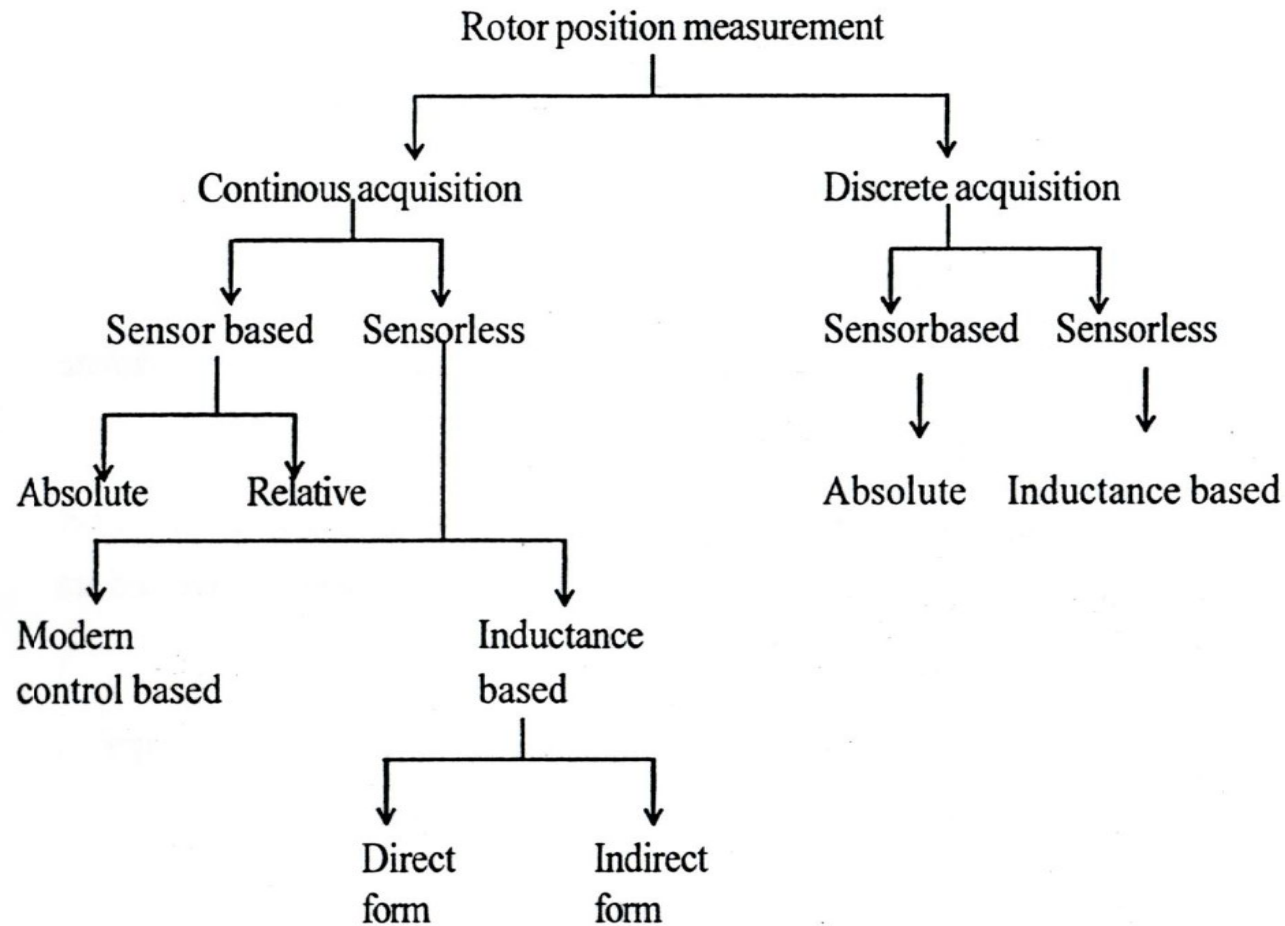 Rotor position measurement
Continous acquisition
Discrete acquisition
Sensor based
Sensorless
Sensorbased
Sensorless
Absolute
Relative
Absolute
Inductance based
Modern
control based
Inductance
based
Direct
form
Indirect
form